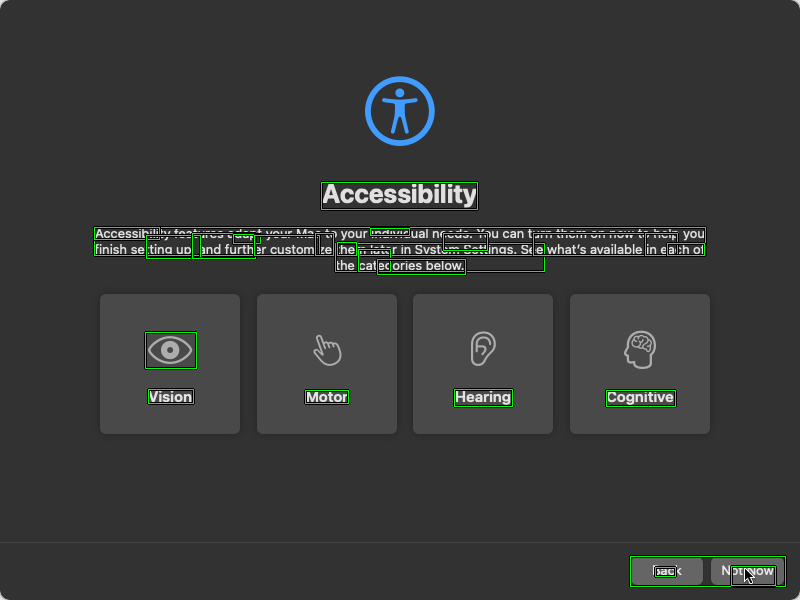 Accessibility
Accessibility features adapt your Mac to your individual needs. You can turn them on now to help you
finish setting up, and further customize them later in System Settings. See what's available in each of
the categories below.
Vision
Motor
Hearing
Cognitive
Back
Not Now